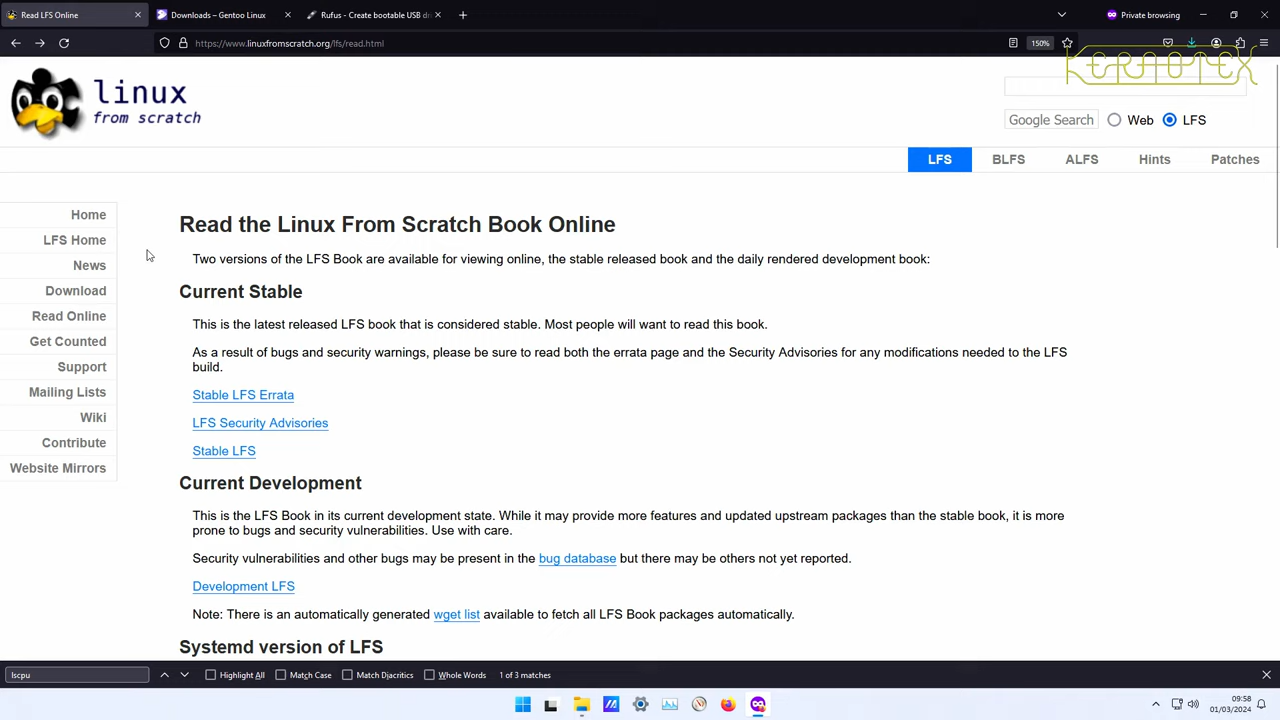 Read LFS Online
Downloads – Gentoo Linux
Rufus - Create bootable USB dri
Private browsing
https://www.linuxfromscratch.org/lfs/read.html
150%
KERNOTEX
linux
from scratch
Google Search
Web
LFS
LFS
BLFS
ALFS
Hints
Patches
Home
LFS Home
News
Download
Read Online
Get Counted
Support
Mailing Lists
Wiki
Contribute
Website Mirrors
Read the Linux From Scratch Book Online
Two versions of the LFS Book are available for viewing online, the stable released book and the daily rendered development book:
Current Stable
This is the latest released LFS book that is considered stable. Most people will want to read this book.
As a result of bugs and security warnings, please be sure to read both the errata page and the Security Advisories for any modifications needed to the LFS
build.
Stable LFS Errata
LFS Security Advisories
Stable LFS
Current Development
This is the LFS Book in its current development state. While it may provide more features and updated upstream packages than the stable book, it is more
prone to bugs and security vulnerabilities. Use with care.
Security vulnerabilities and other bugs may be present in the bug database but there may be others not yet reported.
Development LFS
Note: There is an automatically generated wget list available to fetch all LFS Book packages automatically.
Systemd version of LFS
lscpu
Highlight All
Match Case
Match Diacritics
Whole Words
1 of 3 matches
09:58
01/03/2024